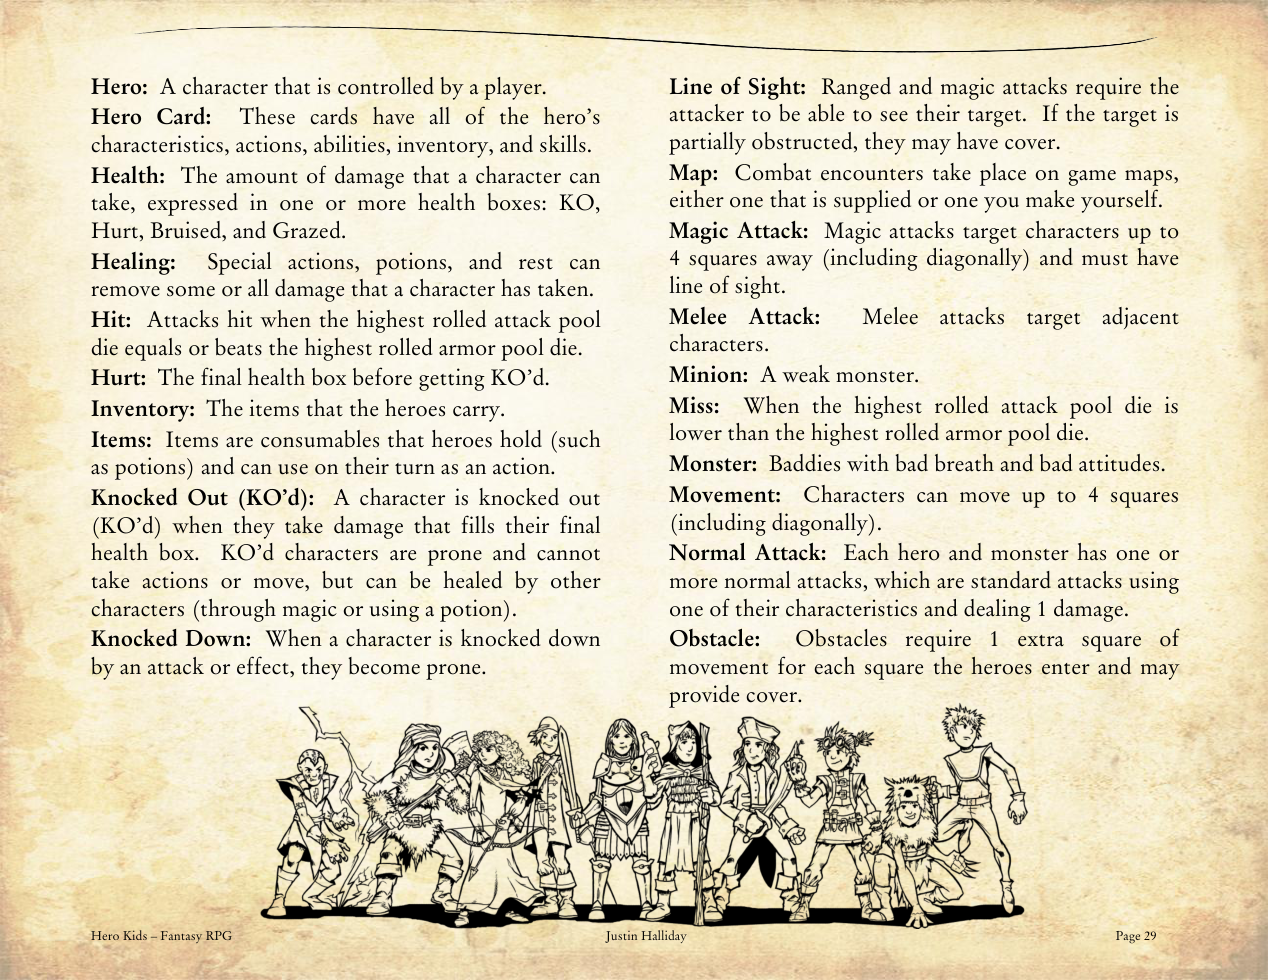 Hero: A character that is controlled by a player.
Hero Card: These cards have all of the hero’s
characteristics, actions, abilities, inventory, and skills.
Health: The amount of damage that a character can
take, expressed in one or more health boxes: KO,
Hurt, Bruised, and Grazed.
Healing: Special actions, potions, and rest can
remove some or all damage that a character has taken.
Hit: Attacks hit when the highest rolled attack pool
die equals or beats the highest rolled armor pool die.
Hurt: The final health box before getting KO’d.
Inventory: The items that the heroes carry.
Items: Items are consumables that heroes hold (such
as potions) and can use on their turn as an action.
Knocked Out (KO’d): A character is knocked out
(KO’d) when they take damage that fills their final
health box. KO’d characters are prone and cannot
take actions or move, but can be healed by other
characters (through magic or using a potion).
Knocked Down: When a character is knocked down
by an attack or effect, they become prone.
Line of Sight: Ranged and magic attacks require the
attacker to be able to see their target. If the target is
partially obstructed, they may have cover.
Map: Combat encounters take place on game maps,
either one that is supplied or one you make yourself.
Magic Attack: Magic attacks target characters up to
4 squares away (including diagonally) and must have
line of sight.
Melee Attack: Melee attacks target adjacent
characters.
Minion: A weak monster.
Miss: When the highest rolled attack pool die is
lower than the highest rolled armor pool die.
Monster: Baddies with bad breath and bad attitudes.
Movement: Characters can move up to 4 squares
(including diagonally).
Normal Attack: Each hero and monster has one or
more normal attacks, which are standard attacks using
one of their characteristics and dealing 1 damage.
Obstacle: Obstacles require 1 extra square of
movement for each square the heroes enter and may
provide cover.
Hero Kids – Fantasy RPG
Justin Halliday
Page 29